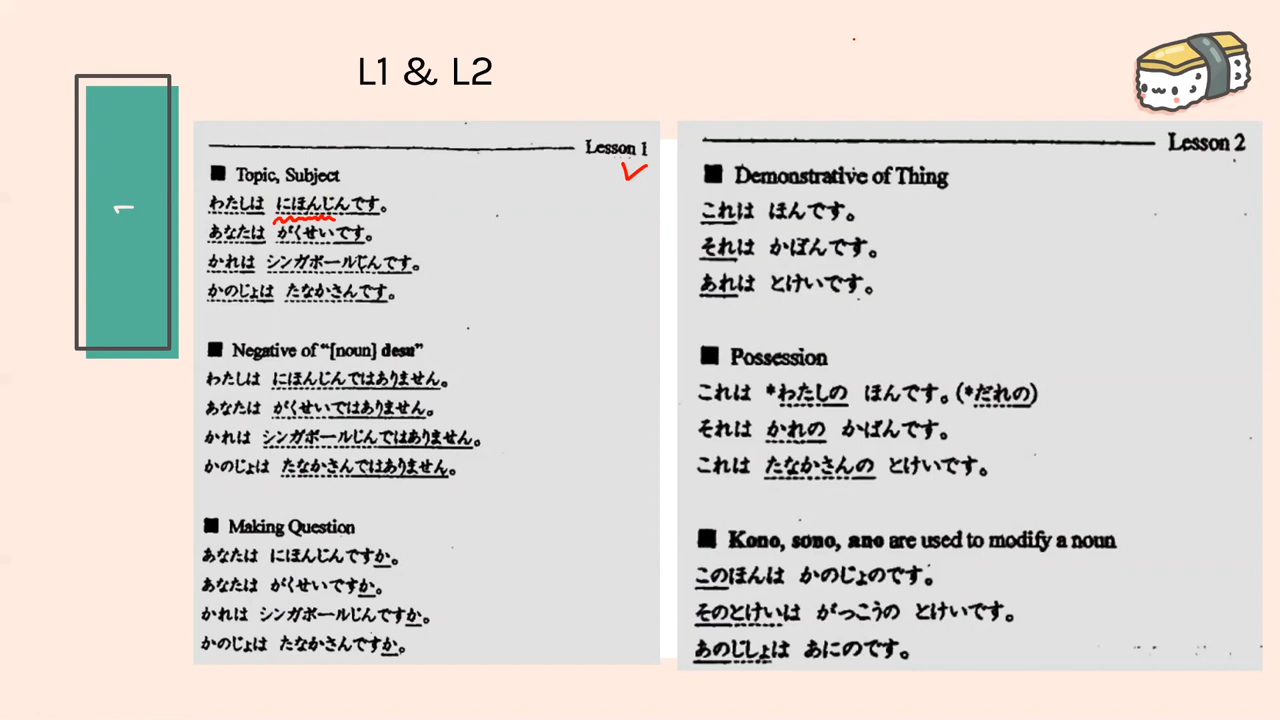 L1 & L2
1
Lesson 1
■ Topic, Subject
わたしは にほんじんです。
あなたは がくせいです。
かれは シンガポールじんです。
かのじょは たなかさんです。
■ Negative of "[noun] desu"
わたしは にほんじんではありません。
あなたは がくせいではありません。
かれは シンガポールじんではありません。
かのじょは たなかさんではありません。
■ Making Question
あなたは にほんじんですか。
あなたは がくせいですか。
かれは シンガポールじんですか。
かのじょは たなかさんですか。
Lesson 2
■ Demonstrative of Thing
これは ほんです。
それは かばんです。
あれは とけいです。
■ Possession
これは *わたしの ほんです。(*だれの)
それは かれの かばんです。
これは たなかさんの とけいです。
■ Kono, sono, ano are used to modify a noun
このほんは かのじょのです。
そのとけいは がっこうの とけいです。
あのじしょは あにのです。